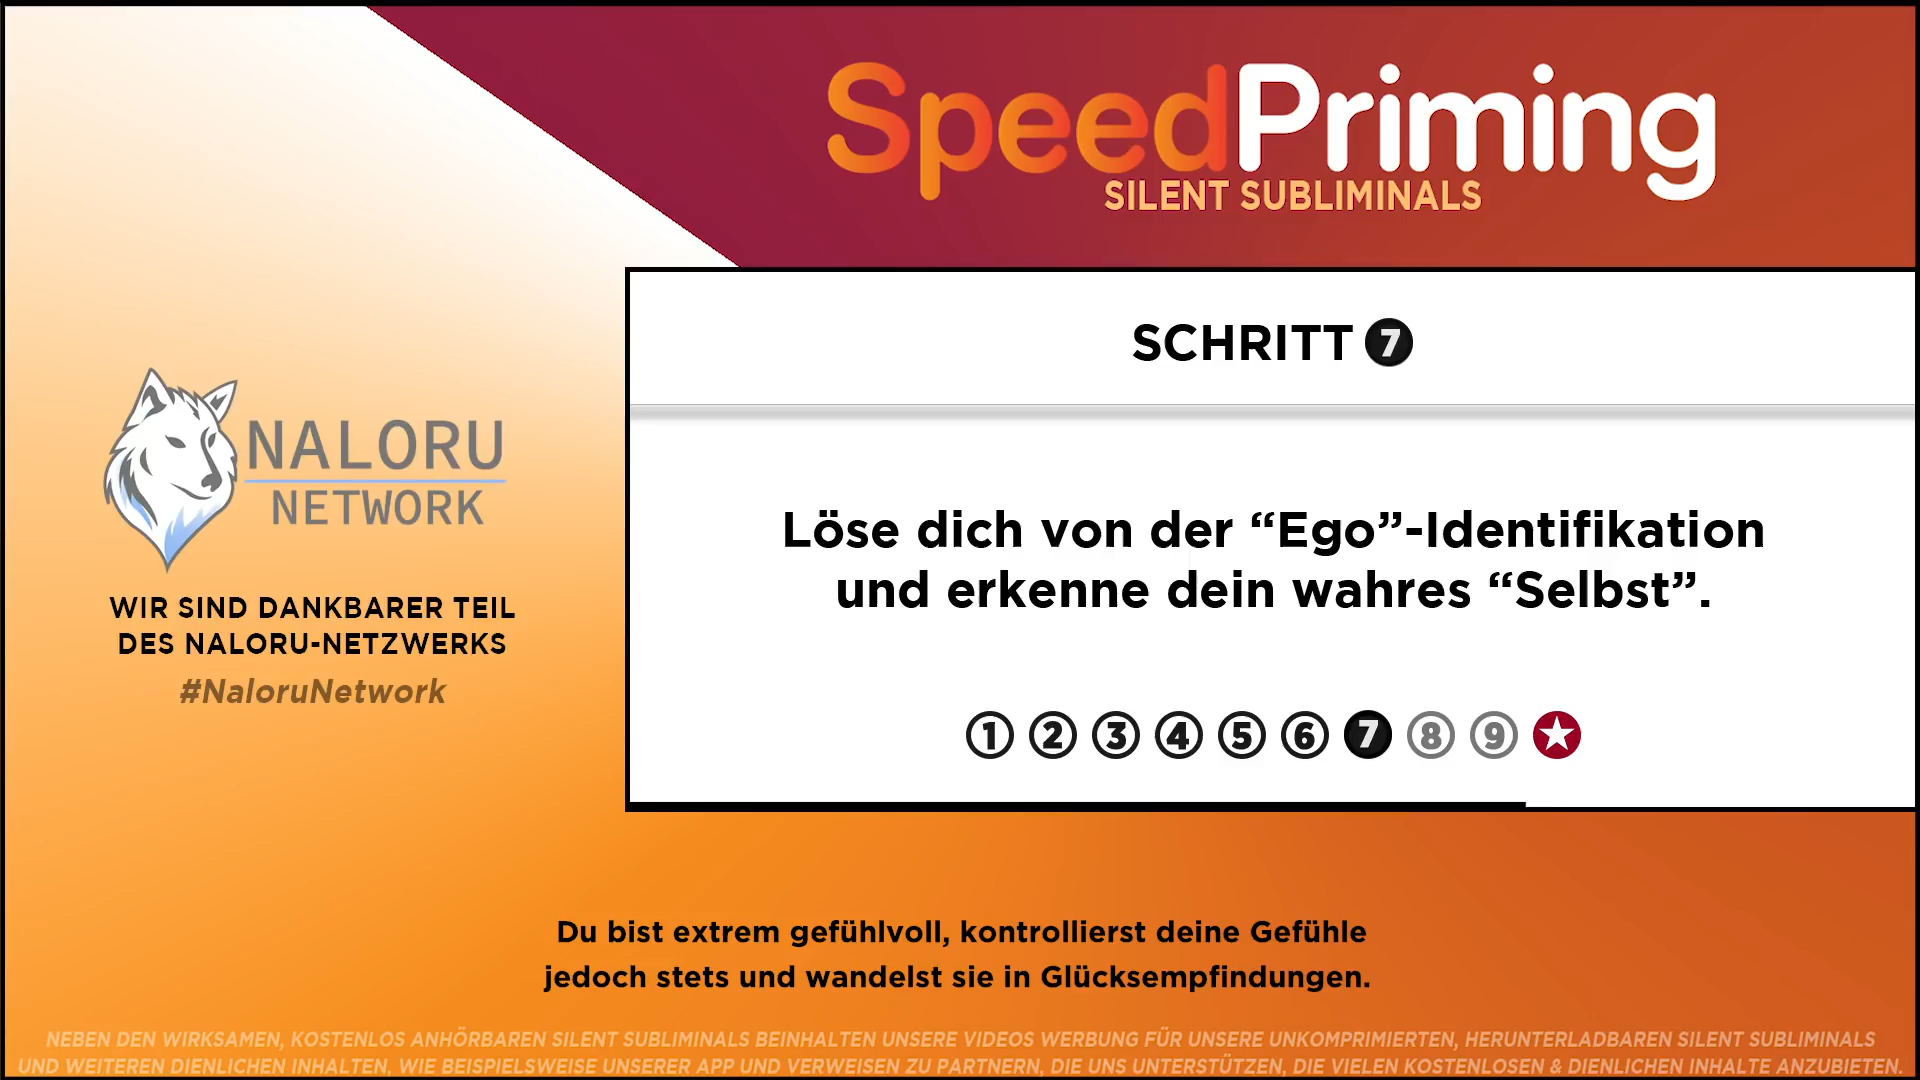 SpeedPriming
SILENT SUBLIMINALS
SCHRITT 7
Löse dich von der “Ego”-Identifikation
und erkenne dein wahres “Selbst”.
1 2 3 4 5 6 7 8 9
NALORU
NETWORK
WIR SIND DANKBARER TEIL
DES NALORU-NETZWERKS
#NaloruNetwork
Du bist extrem gefühlvoll, kontrollierst deine Gefühle
jedoch stets und wandelst sie in Glücksempfindungen.
NEBEN DEN WIRKSAMEN, KOSTENLOS ANHÖRBAREN SILENT SUBLIMINALS BEINHALTEN UNSERE VIDEOS WERBUNG FÜR UNSERE UNKOMPRIMIERTEN, HERUNTERLADBAREN SILENT SUBLIMINALS
UND WEITEREN DIENLICHEN INHALTEN, WIE BEISPIELSWEISE UNSERER APP UND VERWEISEN ZU PARTNERN, DIE UNS UNTERSTÜTZEN, DIE VIELEN KOSTENLOSEN & DIENLICHEN INHALTE ANZUBIETEN.